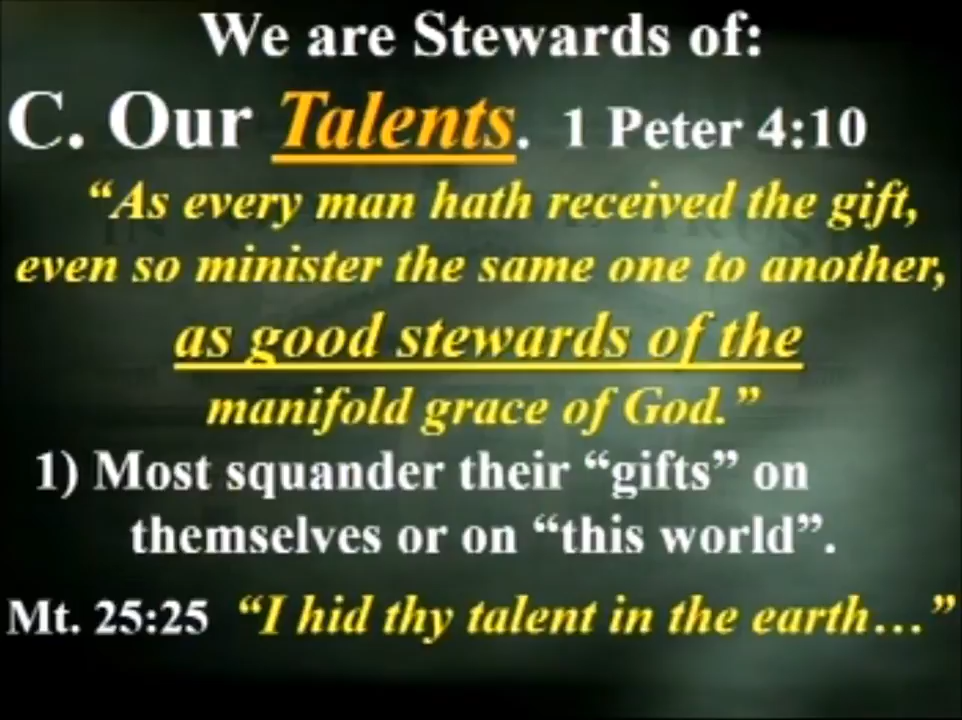 We are Stewards of:
C. Our Talents. 1 Peter 4:10
“As every man hath received the gift,
even so minister the same one to another,
as good stewards of the
manifold grace of God.”
1) Most squander their “gifts” on
themselves or on “this world”.
Mt. 25:25 “I hid thy talent in the earth…”